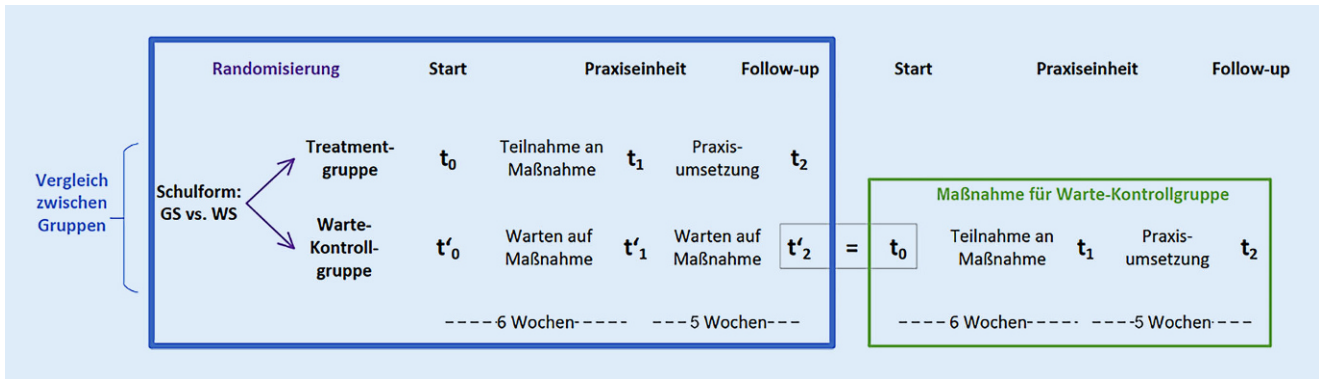 Randomisierung Start Praxiseinheit Follow-up Start Praxiseinheit Follow-up
Vergleich
zwischen
Gruppen
Schulform:
GS vs. WS
Treatment-
gruppe
t0
Teilnahme an
Maßnahme
t1
Praxis-
umsetzung
t2
Warte-
Kontroll-
gruppe
t‘0
Warten auf
Maßnahme
t‘1
Warten auf
Maßnahme
t‘2 = t0
Maßnahme für Warte-Kontrollgruppe
Teilnahme an
Maßnahme
t1
Praxis-
umsetzung
t2
-----6 Wochen----- ----5 Wochen---- -----6 Wochen----- ----5 Wochen----